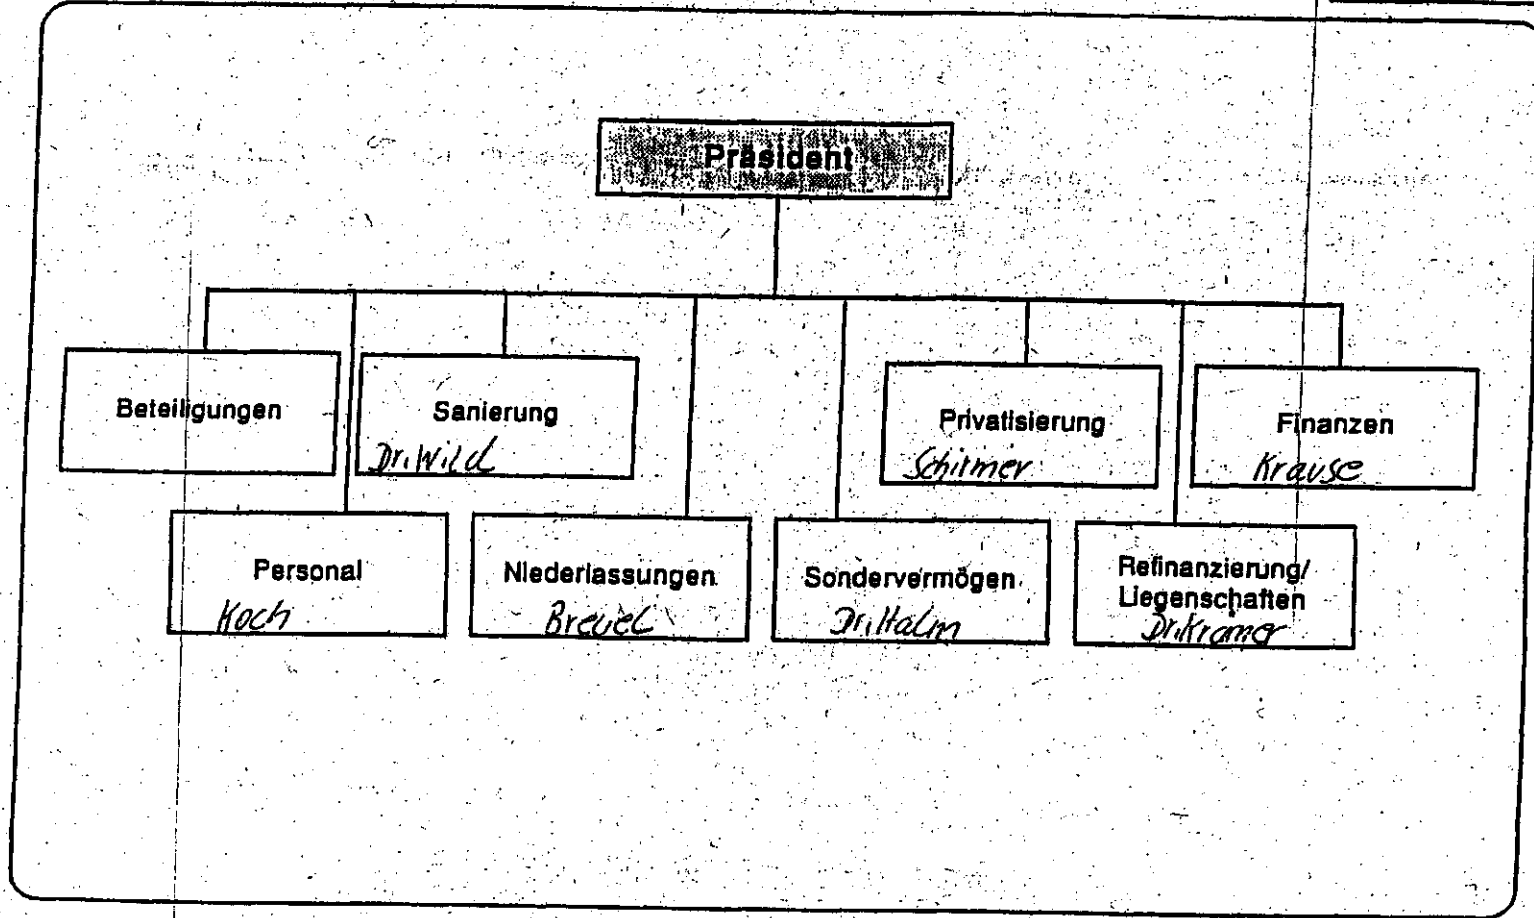 Präsident
Beteiligungen
Sanierung
Dr. Wild
Privatisierung
Schirmer
Finanzen
Krause
Personal
Koch
Niederlassungen
Breuel
Sondervermögen
Dr. Halm
Refinanzierung/
Liegenschaften
Dr. Kramer